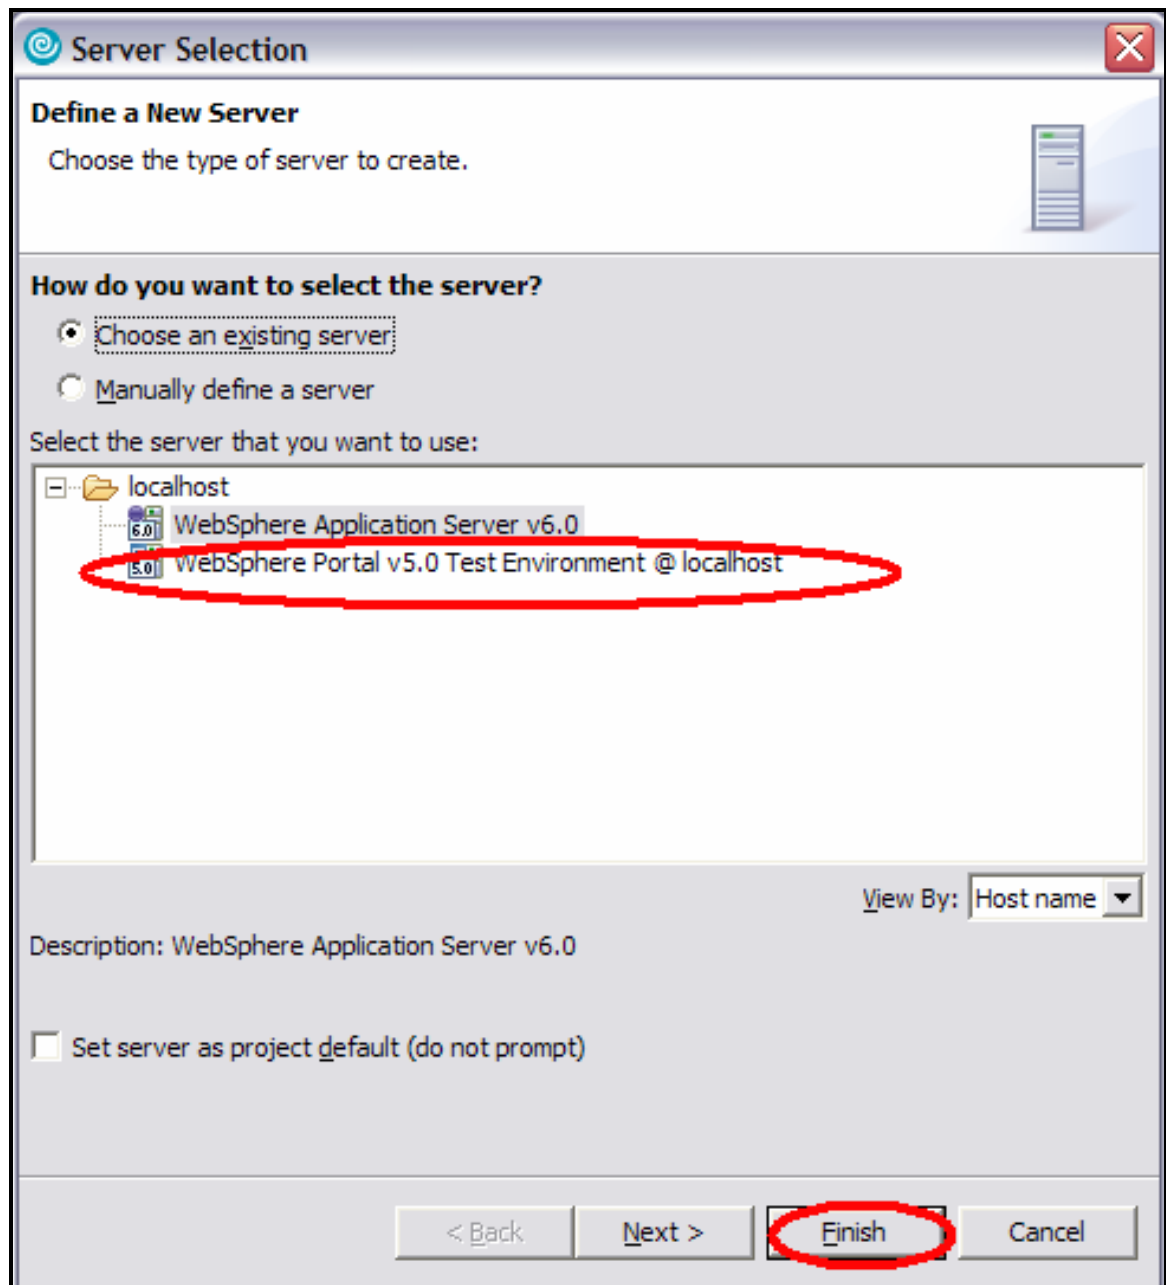 Server Selection
Define a New Server
Choose the type of server to create.
How do you want to select the server?
Choose an existing server
Manually define a server
Select the server that you want to use:
localhost
6.0 WebSphere Application Server v6.0
5.0 WebSphere Portal v5.0 Test Environment @ localhost
View By: Host name
Description: WebSphere Application Server v6.0
Set server as project default (do not prompt)
< Back Next > Finish Cancel